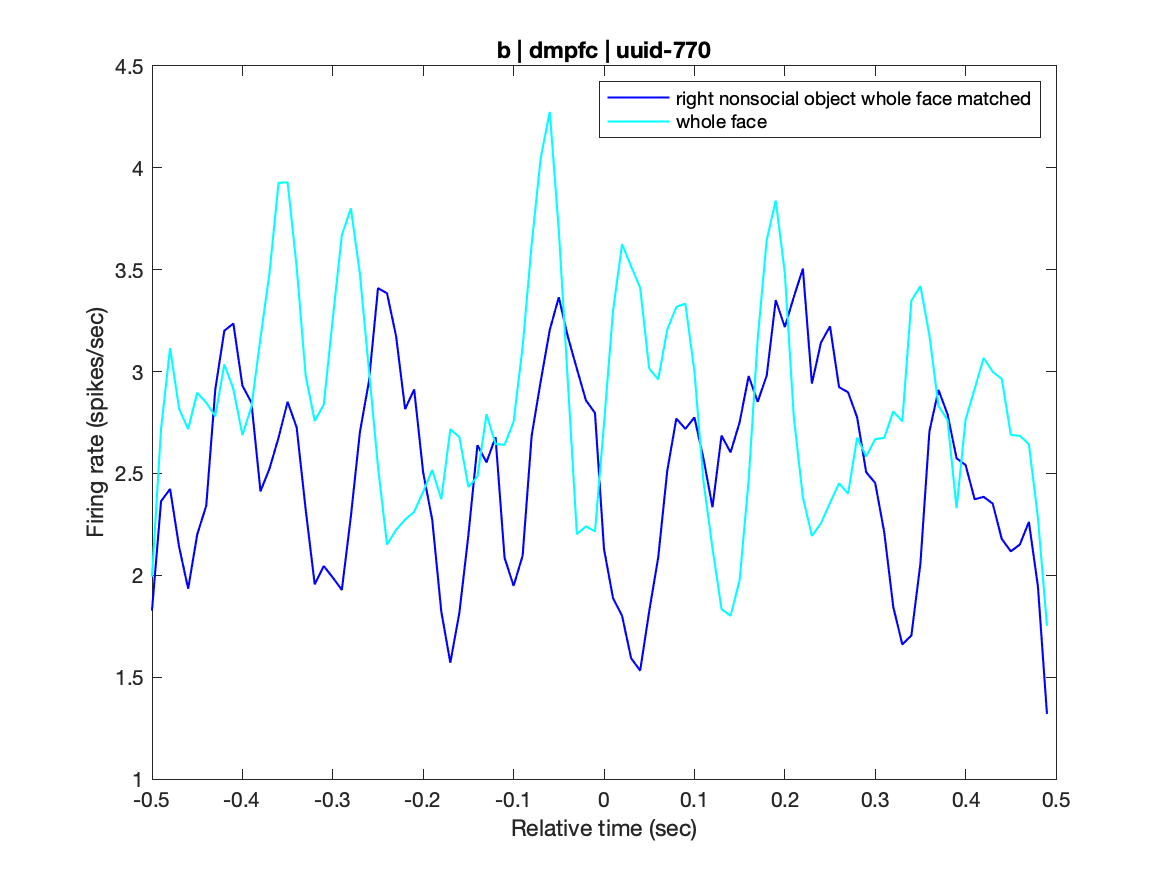 b | dmpfc | uuid-770
right nonsocial object whole face matched
whole face
Firing rate (spikes/sec)
4.5
4
3.5
3
2.5
2
1.5
1
-0.5 -0.4 -0.3 -0.2 -0.1 0 0.1 0.2 0.3 0.4 0.5
Relative time (sec)